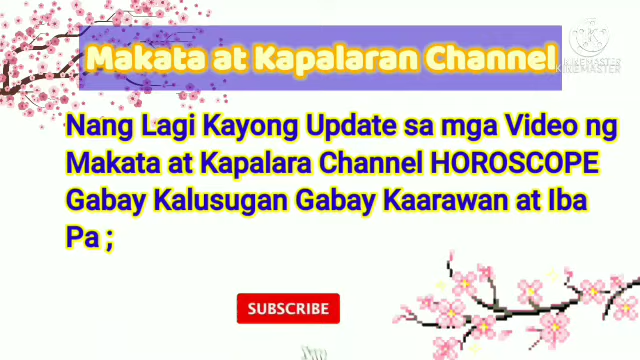 Makata at Kapalaran Channel
KINEMASTER
Nang Lagi Kayong Update sa mga Video ng
Makata at Kapalara Channel HOROSCOPE
Gabay Kalusugan Gabay Kaarawan at Iba
Pa ;
SUBSCRIBE